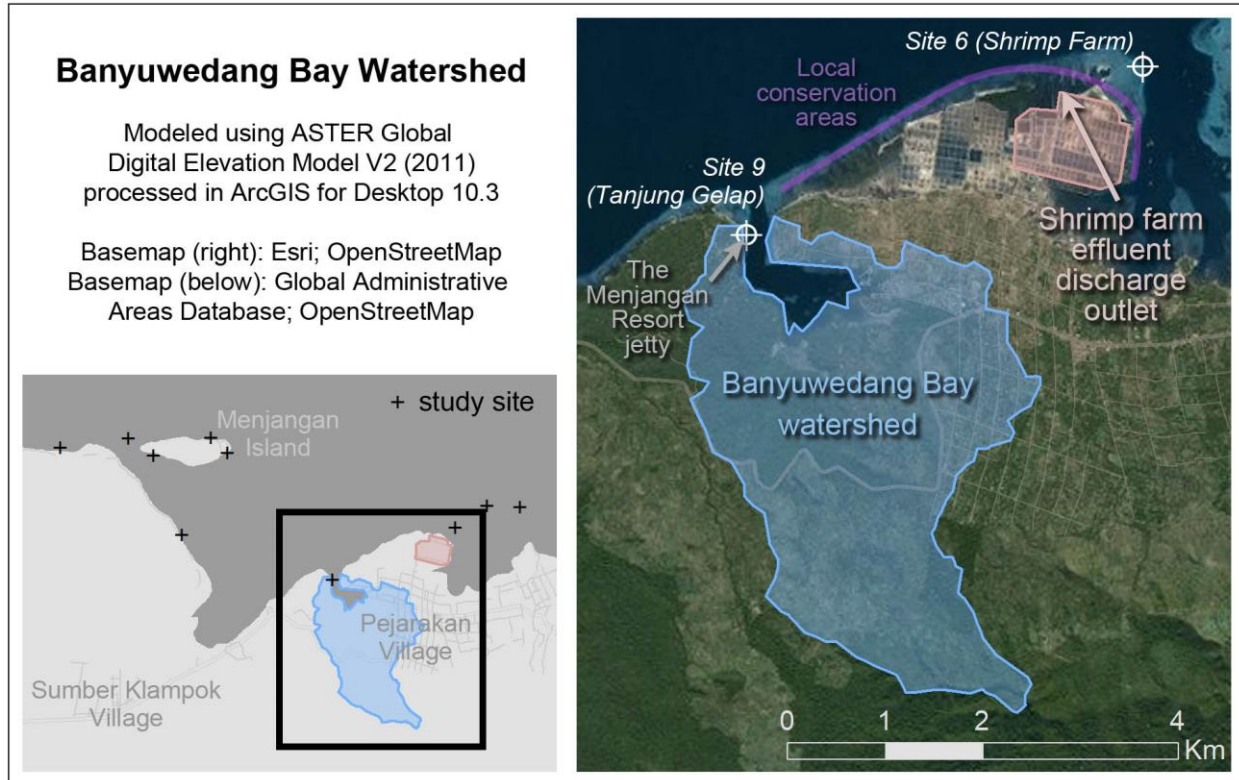 Banyuwedang Bay Watershed
Modeled using ASTER Global
Digital Elevation Model V2 (2011)
processed in ArcGIS for Desktop 10.3
Basemap (right): Esri; OpenStreetMap
Basemap (below): Global Administrative
Areas Database; OpenStreetMap
+ study site
Menjangan
Island
Pejarakan
Village
Sumber Klampok
Village
Site 6 (Shrimp Farm)
Local
conservation
areas
Site 9
(Tanjung Gelap)
Shrimp farm
effluent
discharge
outlet
The
Menjangan
Resort
jetty
Banyuwedang Bay
watershed
0 1 2 4
Km